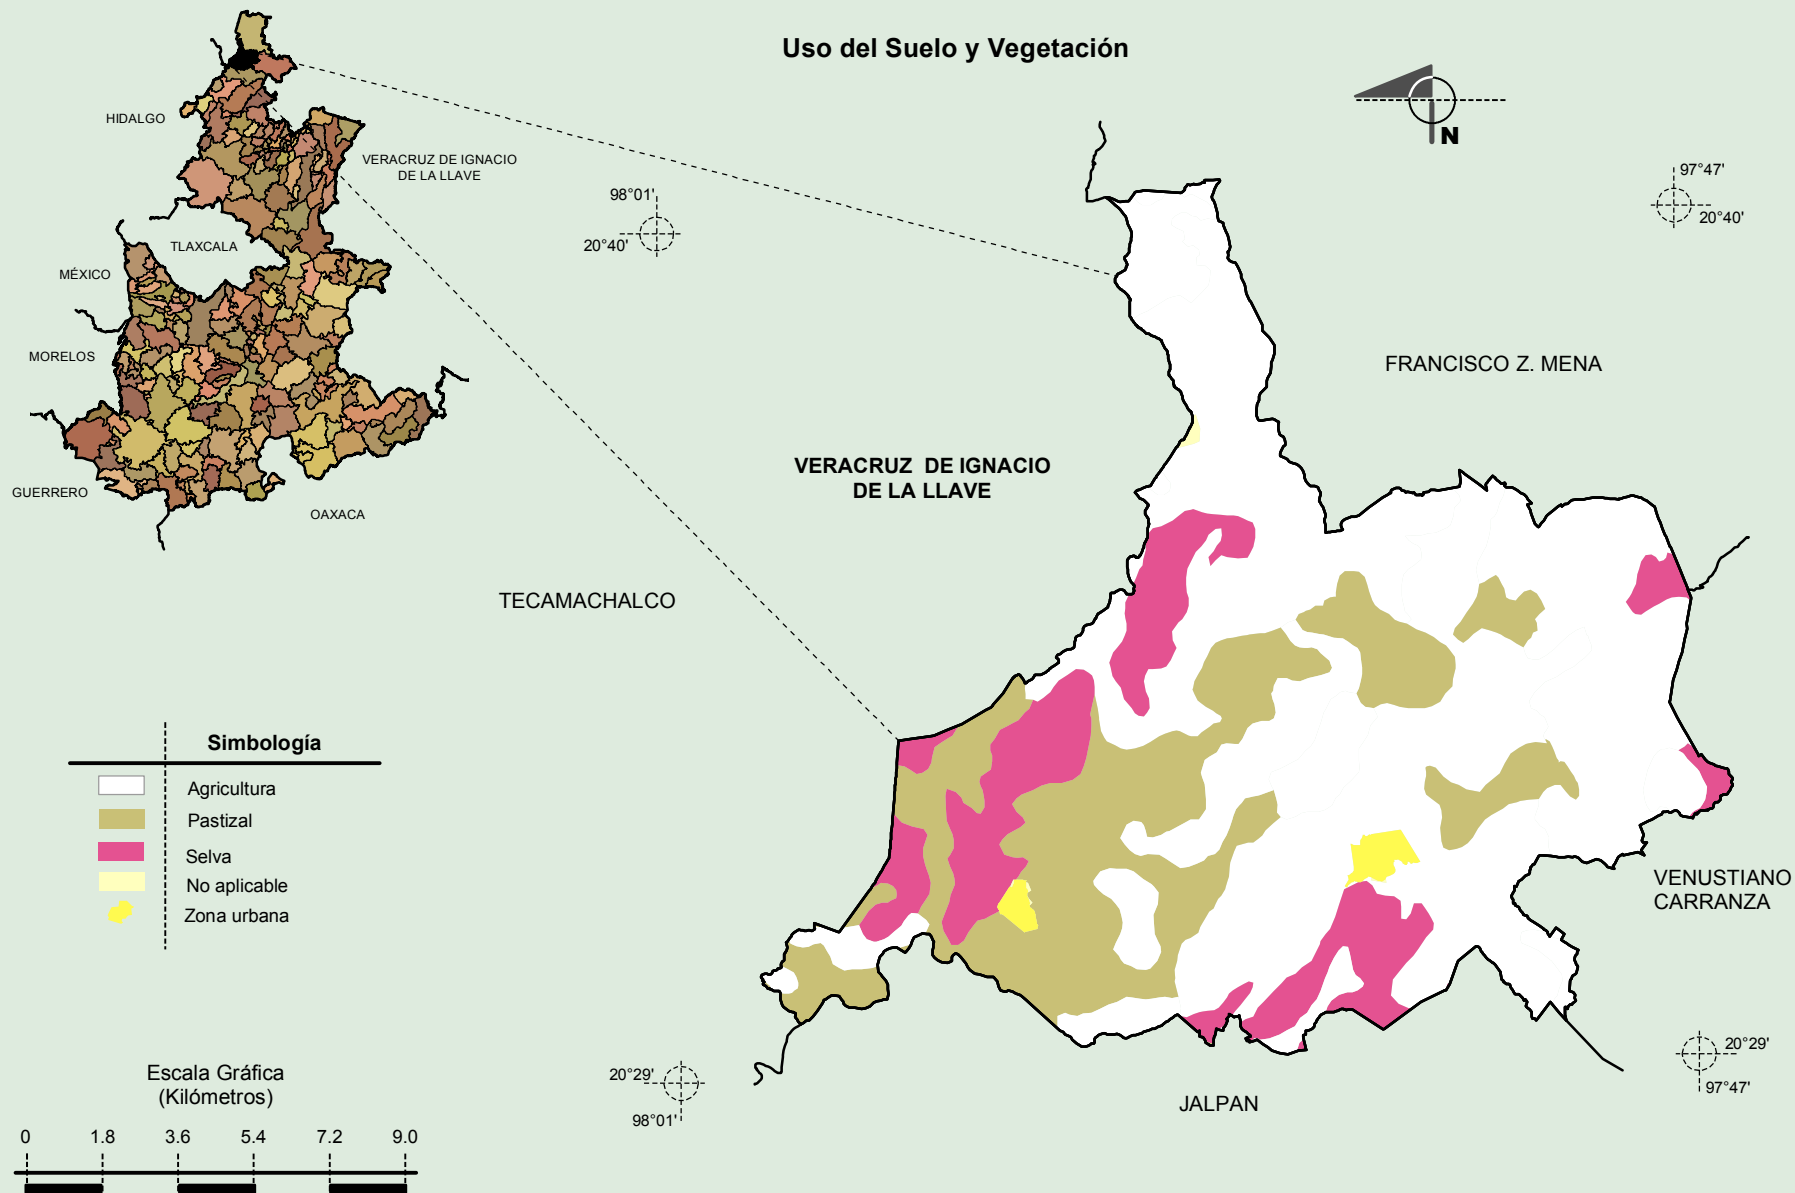 Uso del Suelo y Vegetación
N
HIDALGO
VERACRUZ DE IGNACIO
DE LA LLAVE
TLAXCALA
MÉXICO
MORELOS
GUERRERO
OAXACA
98°01'
20°40'
97°47'
20°40'
FRANCISCO Z. MENA
VERACRUZ DE IGNACIO
DE LA LLAVE
TECAMACHALCO
VENUSTIANO
CARRANZA
JALPAN
Simbología
Agricultura
Pastizal
Selva
No aplicable
Zona urbana
20°29'
98°01'
20°29'
97°47'
Escala Gráfica
(Kilómetros)
0 1.8 3.6 5.4 7.2 9.0